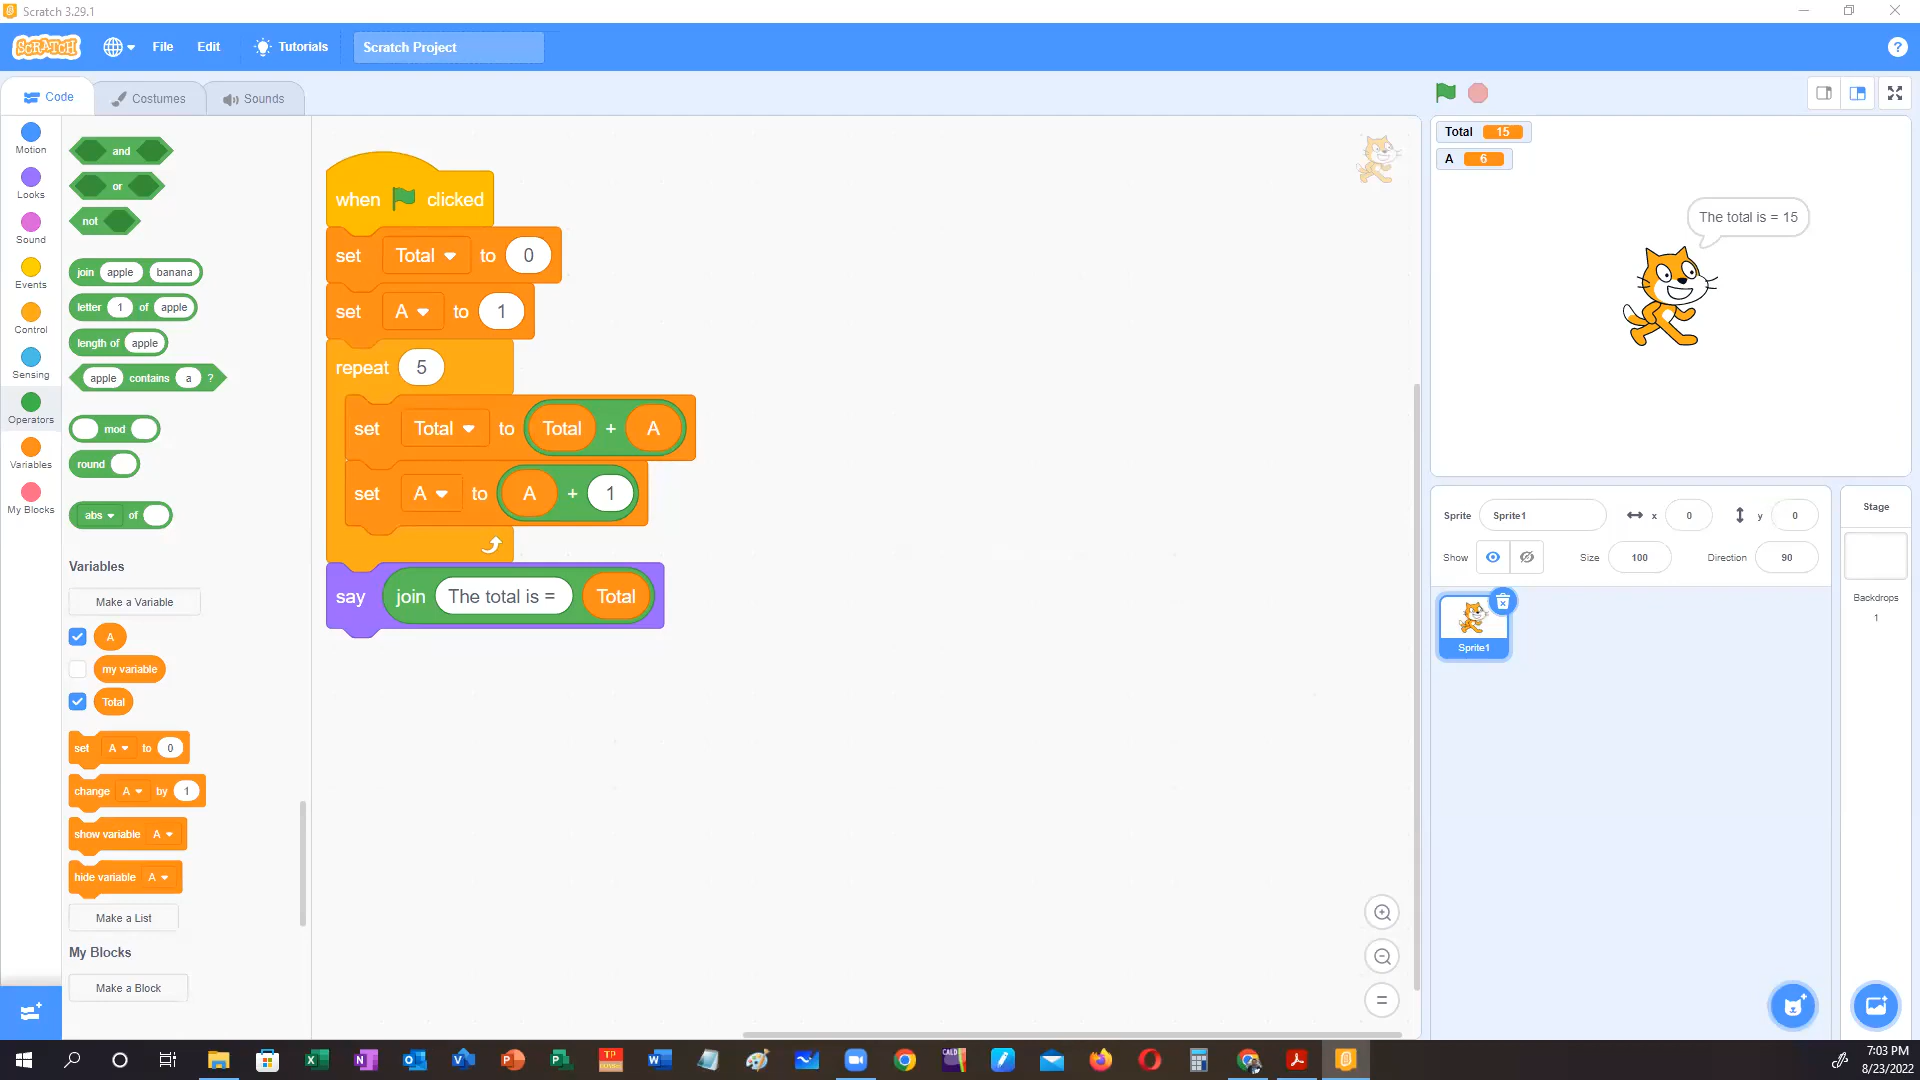 Scratch 3.29.1
SCRATCH File Edit Tutorials Scratch Project ?
Code Costumes Sounds
Motion
Looks
Sound
Events
Control
Sensing
Operators
Variables
My Blocks
and
or
not
join apple banana
letter 1 of apple
length of apple
apple contains a ?
mod
round
abs of
Variables
Make a Variable
A
my variable
Total
set A to 0
change A by 1
show variable A
hide variable A
Make a List
My Blocks
Make a Block
when clicked
set Total to 0
set A to 1
repeat 5
set Total to Total + A
set A to A + 1
say join The total is = Total
Total 15
A 6
The total is = 15
Sprite Sprite1 x 0 y 0
Show Size 100 Direction 90
Sprite1
Stage
Backdrops
1
TP
CALD
7:03 PM
8/23/2022